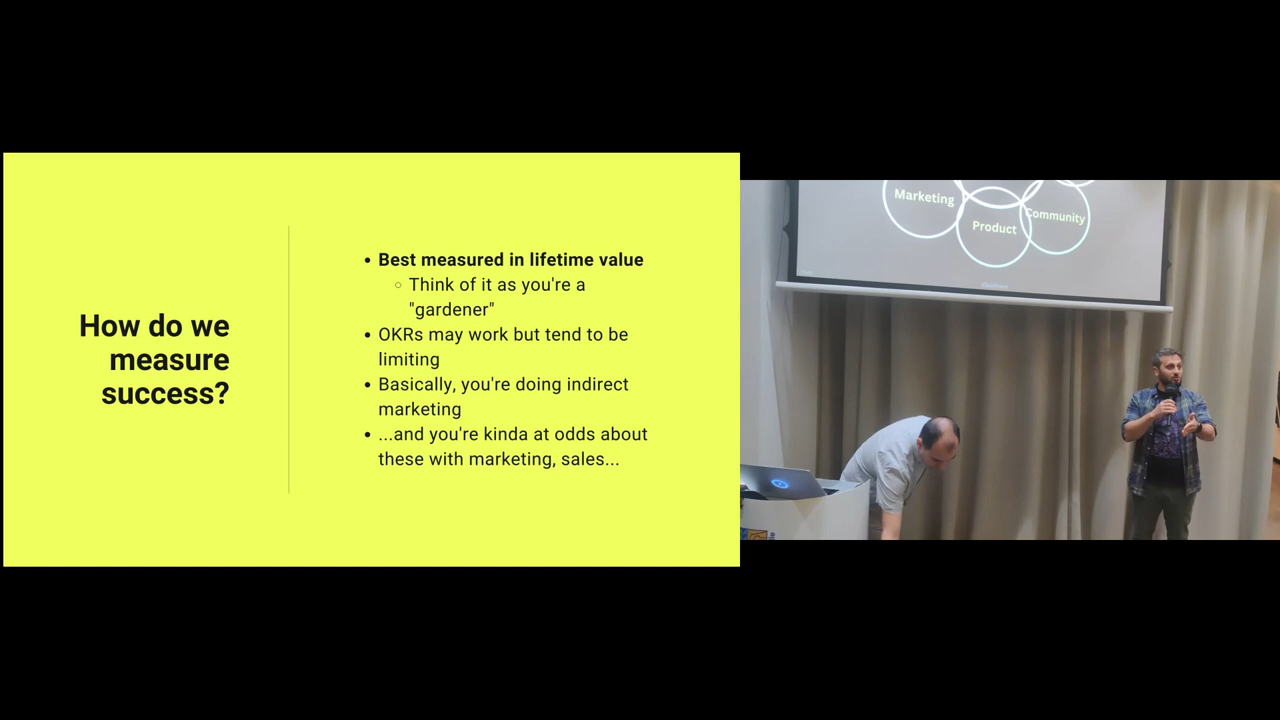 How do we
measure
success?
• Best measured in lifetime value
○ Think of it as you're a
"gardener"
• OKRs may work but tend to be
limiting
• Basically, you're doing indirect
marketing
• ...and you're kinda at odds about
these with marketing, sales...
Marketing
Product
Community